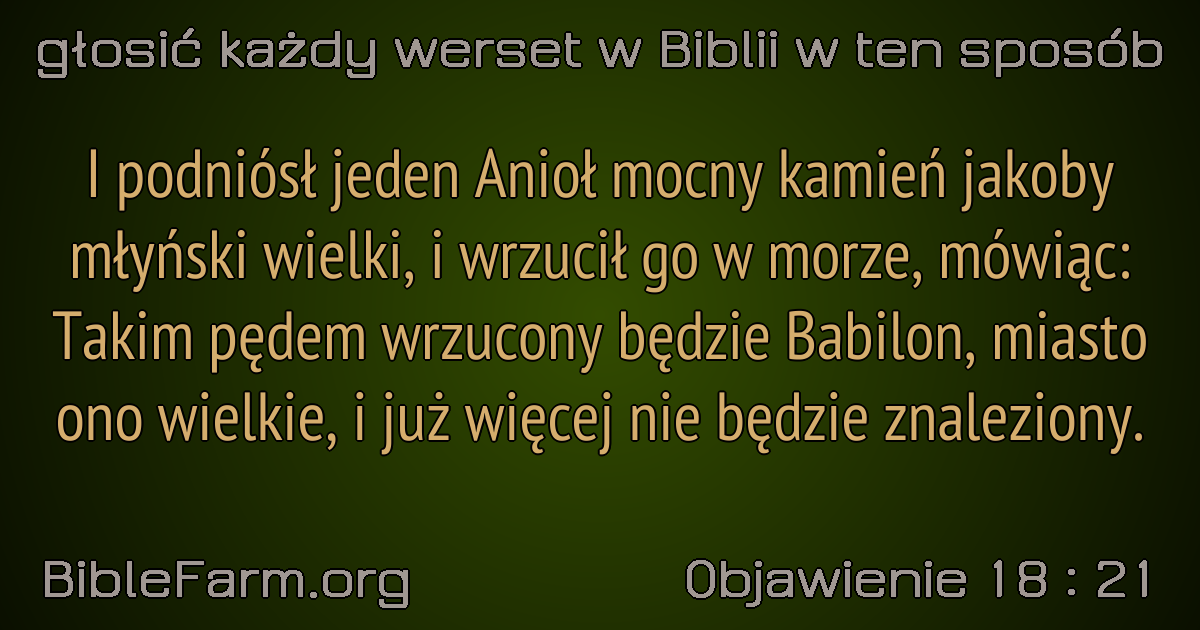 głosić każdy werset w Biblii w ten sposób
I podniósł jeden Anioł mocny kamień jakoby
młyński wielki, i wrzucił go w morze, mówiąc:
Takim pędem wrzucony będzie Babilon, miasto
ono wielkie, i już więcej nie będzie znaleziony.
BibleFarm.org
Objawienie 18 : 21